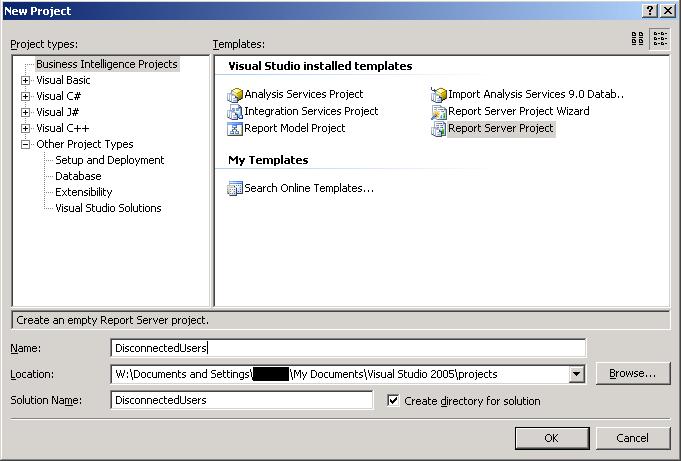 New Project
Project types:
Templates:
Business Intelligence Projects
Visual Basic
Visual C#
Visual J#
Visual C++
Other Project Types
Setup and Deployment
Database
Extensibility
Visual Studio Solutions
Visual Studio installed templates
Analysis Services Project
Import Analysis Services 9.0 Datab..
Integration Services Project
Report Server Project Wizard
Report Model Project
Report Server Project
My Templates
Search Online Templates...
Create an empty Report Server project.
Name:
DisconnectedUsers
Location:
W:\Documents and Settings\ \My Documents\Visual Studio 2005\projects
Browse...
Solution Name:
DisconnectedUsers
Create directory for solution
OK
Cancel